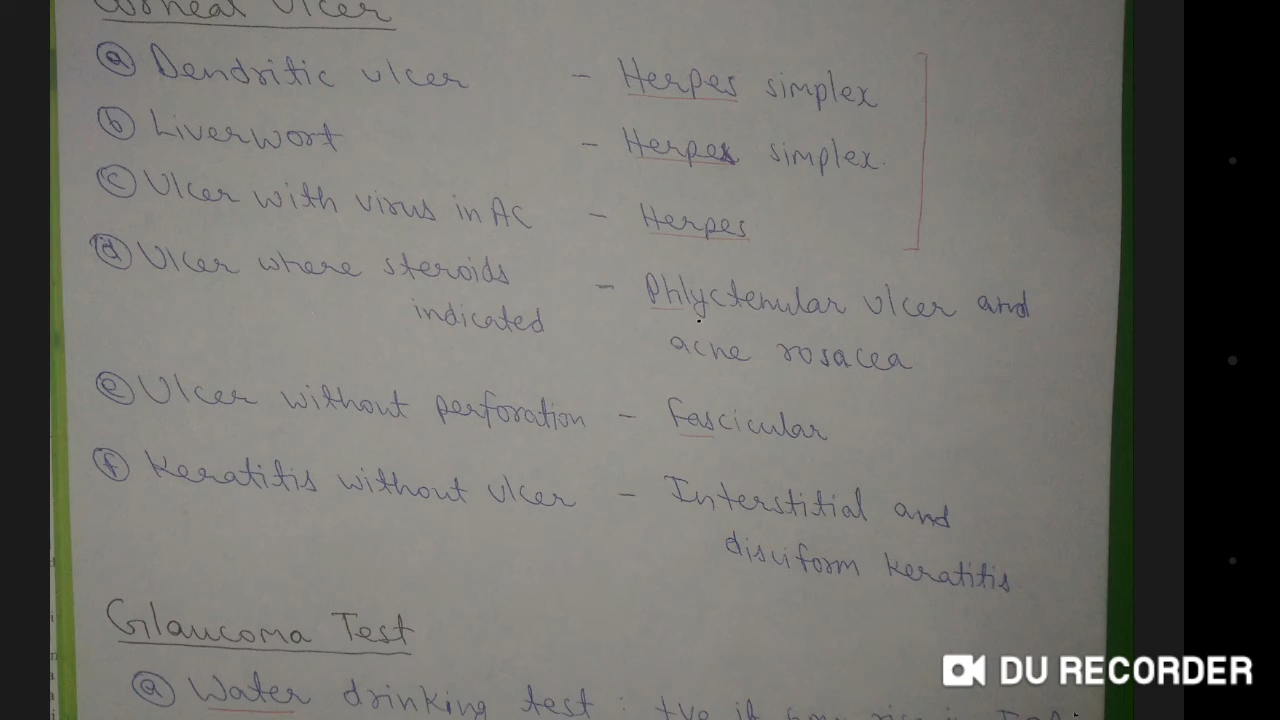 Corneal Ulcer
ⓐ Dendritic ulcer - Herpes simplex
ⓑ Liverwort - Herpes simplex.
ⓒ Ulcer with virus in AC - Herpes
ⓓ Ulcer where steroids indicated - Phlyctenular ulcer and
acne rosacea
ⓔ Ulcer without perforation - Fascicular
ⓕ Keratitis without ulcer - Interstitial and
disciform keratitis
Glaucoma Test
ⓐ Water drinking test : +ve if
DU RECORDER